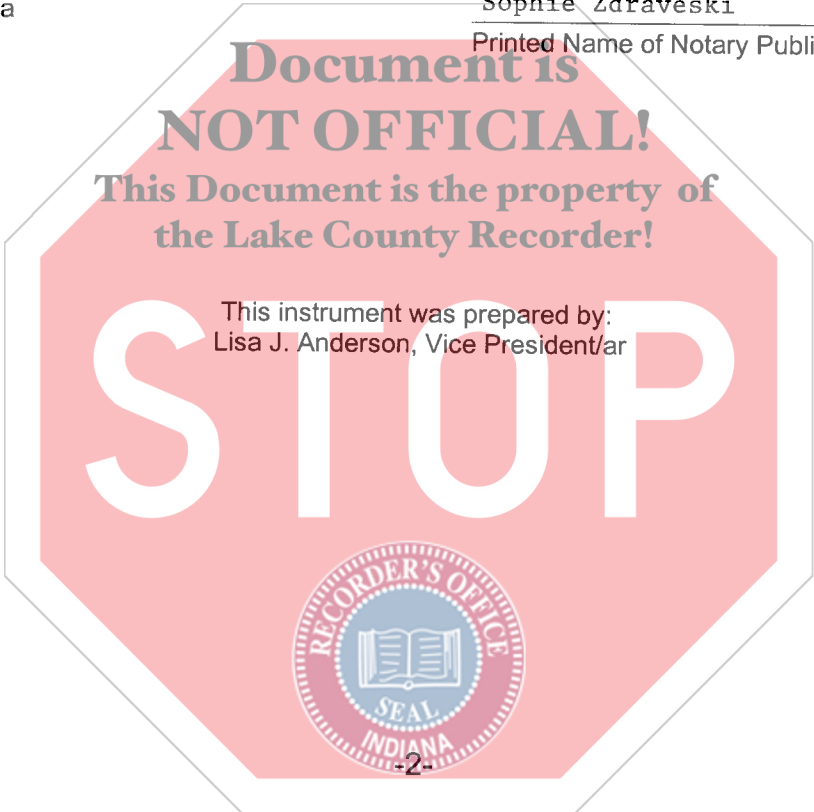 a
Sophie Zdraveski
Printed Name of Notary Publi
Document is
NOT OFFICIAL!
This Document is the property of
the Lake County Recorder!
This instrument was prepared by:
Lisa J. Anderson, Vice President/ar
STOP
RECORDER'S OFFICE
SEAL
INDIANA
-2-